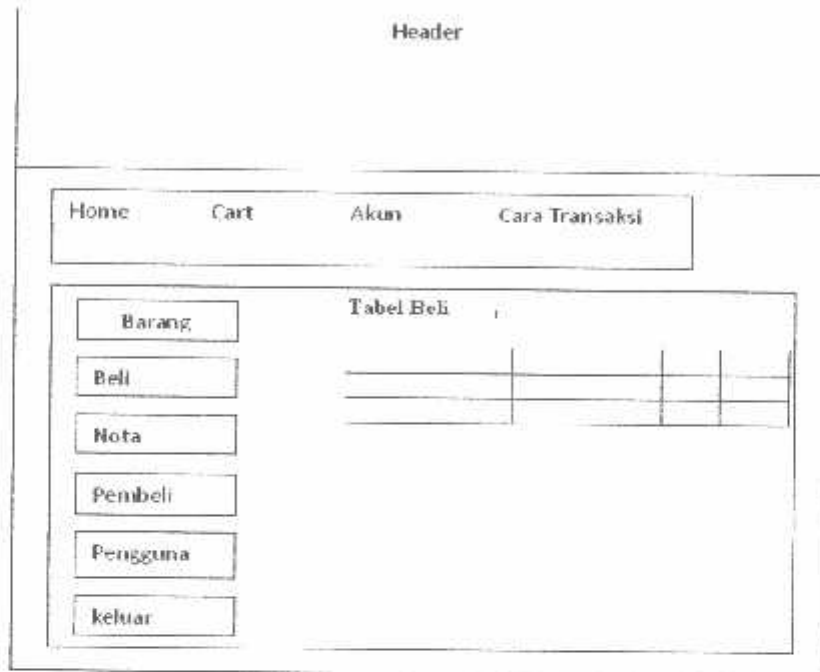 Header
Home Cart Akun Cara Transaksi
Barang
Tabel Beli
Beli
Nota
Pembeli
Pengguna
keluar